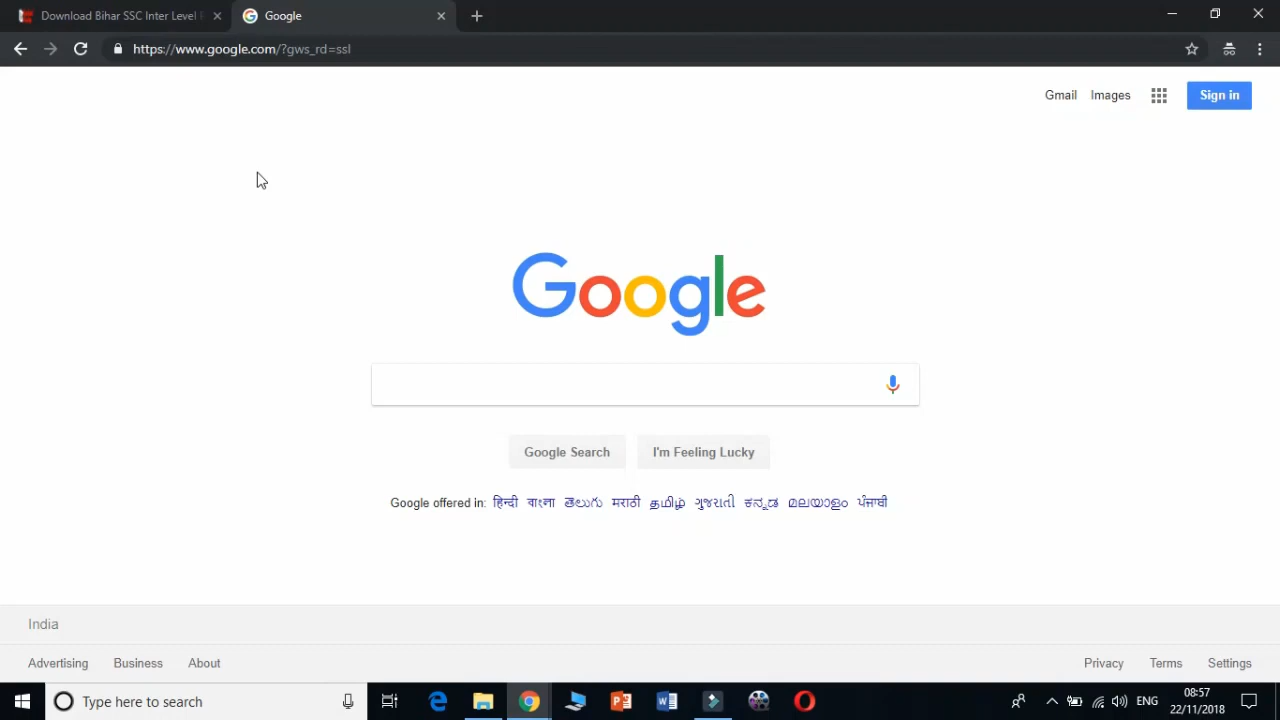 Download Bihar SSC Inter Level
Google
https://www.google.com/?gws_rd=ssl
Gmail Images Sign in
Google
Google Search I'm Feeling Lucky
Google offered in: हिन्दी বাংলা తెలుగు मराठी தமிழ் ગુજરાતી ಕನ್ನಡ മലയാളം ਪੰਜਾਬੀ
India
Advertising Business About Privacy Terms Settings
Type here to search
ENG
08:57
22/11/2018